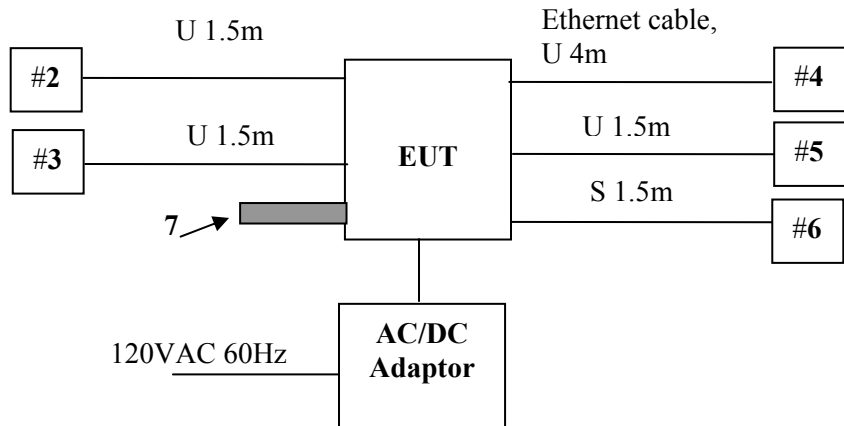 U 1.5m
Ethernet cable,
U 4m
#2
#4
U 1.5m
EUT
U 1.5m
#3
#5
S 1.5m
7
#6
AC/DC
Adaptor
120VAC 60Hz